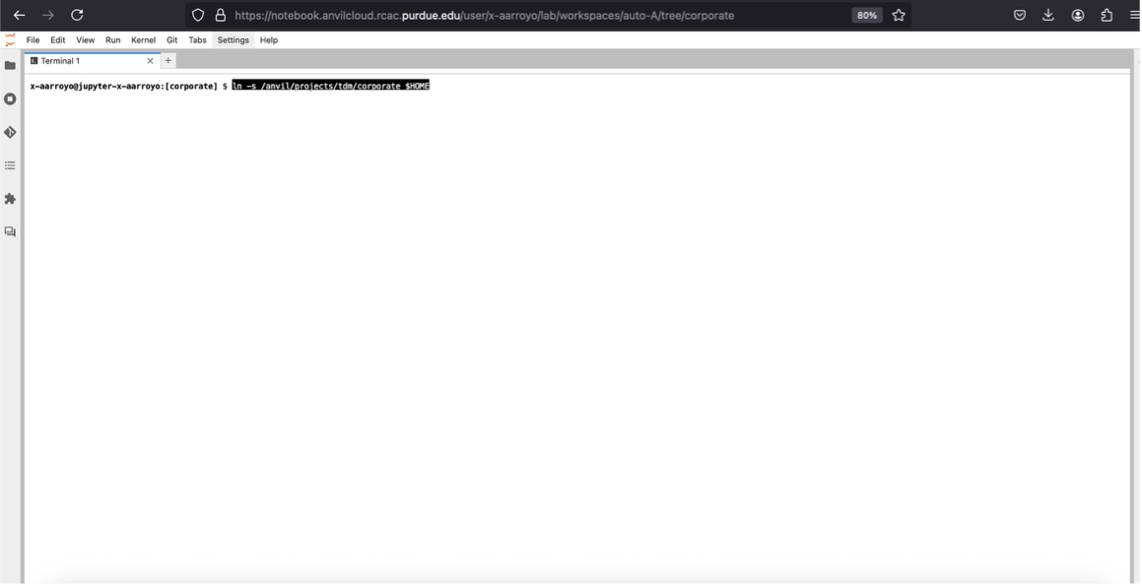 https://notebook.anvilcloud.rcac.purdue.edu/user/x-aarroyo/lab/workspaces/auto-A/tree/corporate
80%
File Edit View Run Kernel Git Tabs Settings Help
Terminal 1
x-aarroyo@jupyter-x-aarroyo:[corporate] $ ln -s /anvil/projects/tdm/corporate $HOME